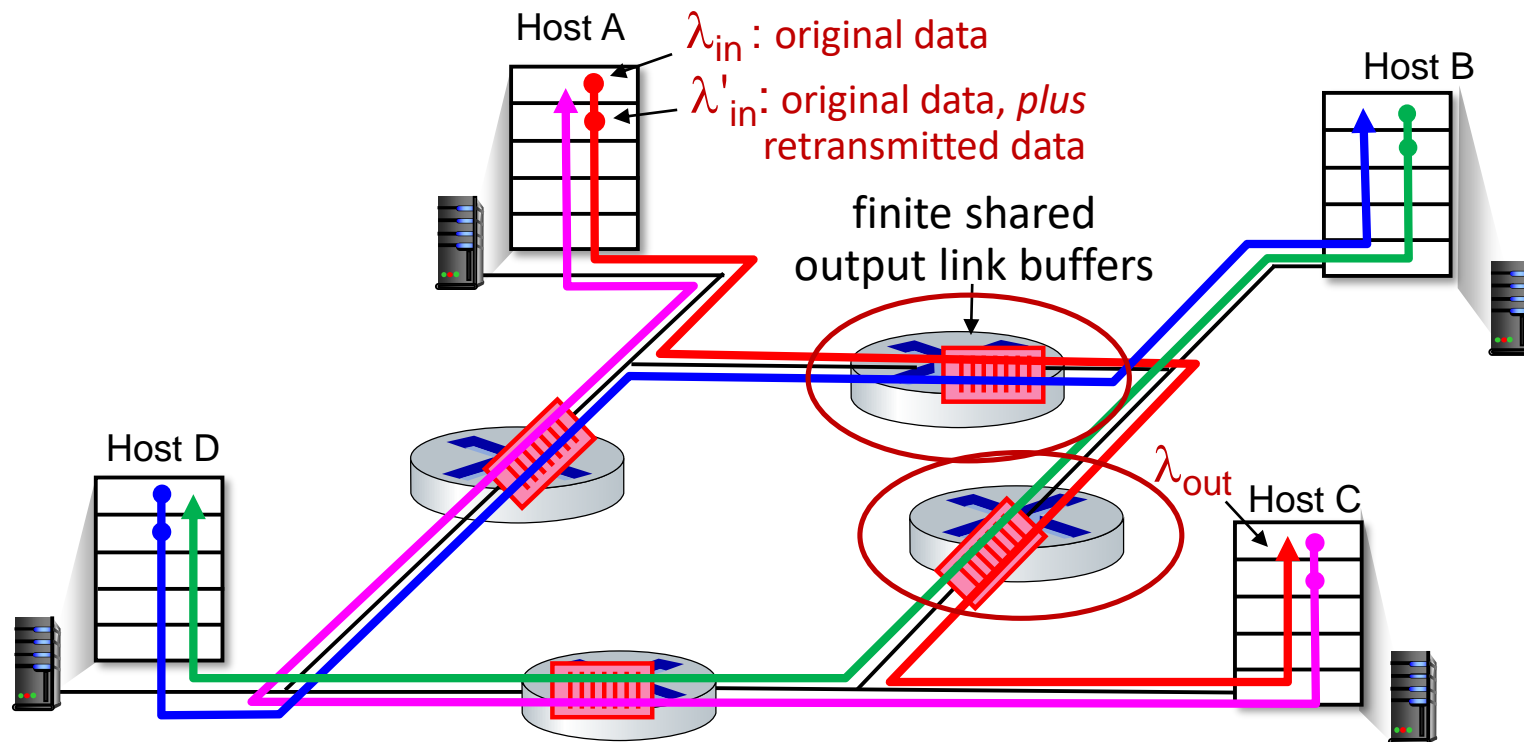 Host A
λin : original data
λ'in: original data, plus
retransmitted data
Host B
finite shared
output link buffers
Host D
λout
Host C